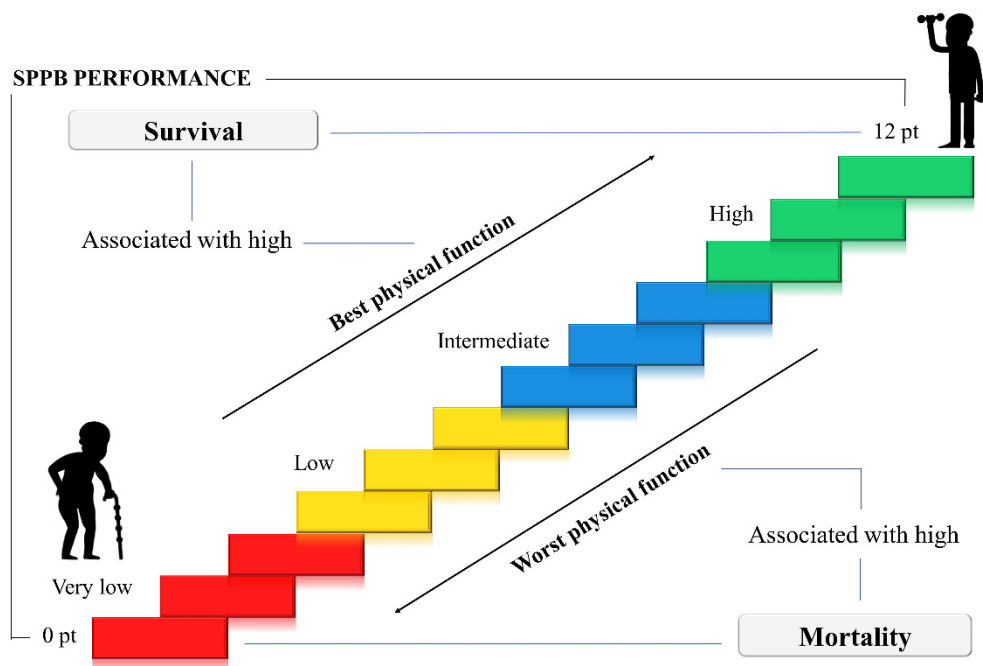 SPPB PERFORMANCE
Survival
12 pt
High
Associated with high
Best physical function
Intermediate
Low
Worst physical function
Associated with high
Very low
0 pt
Mortality